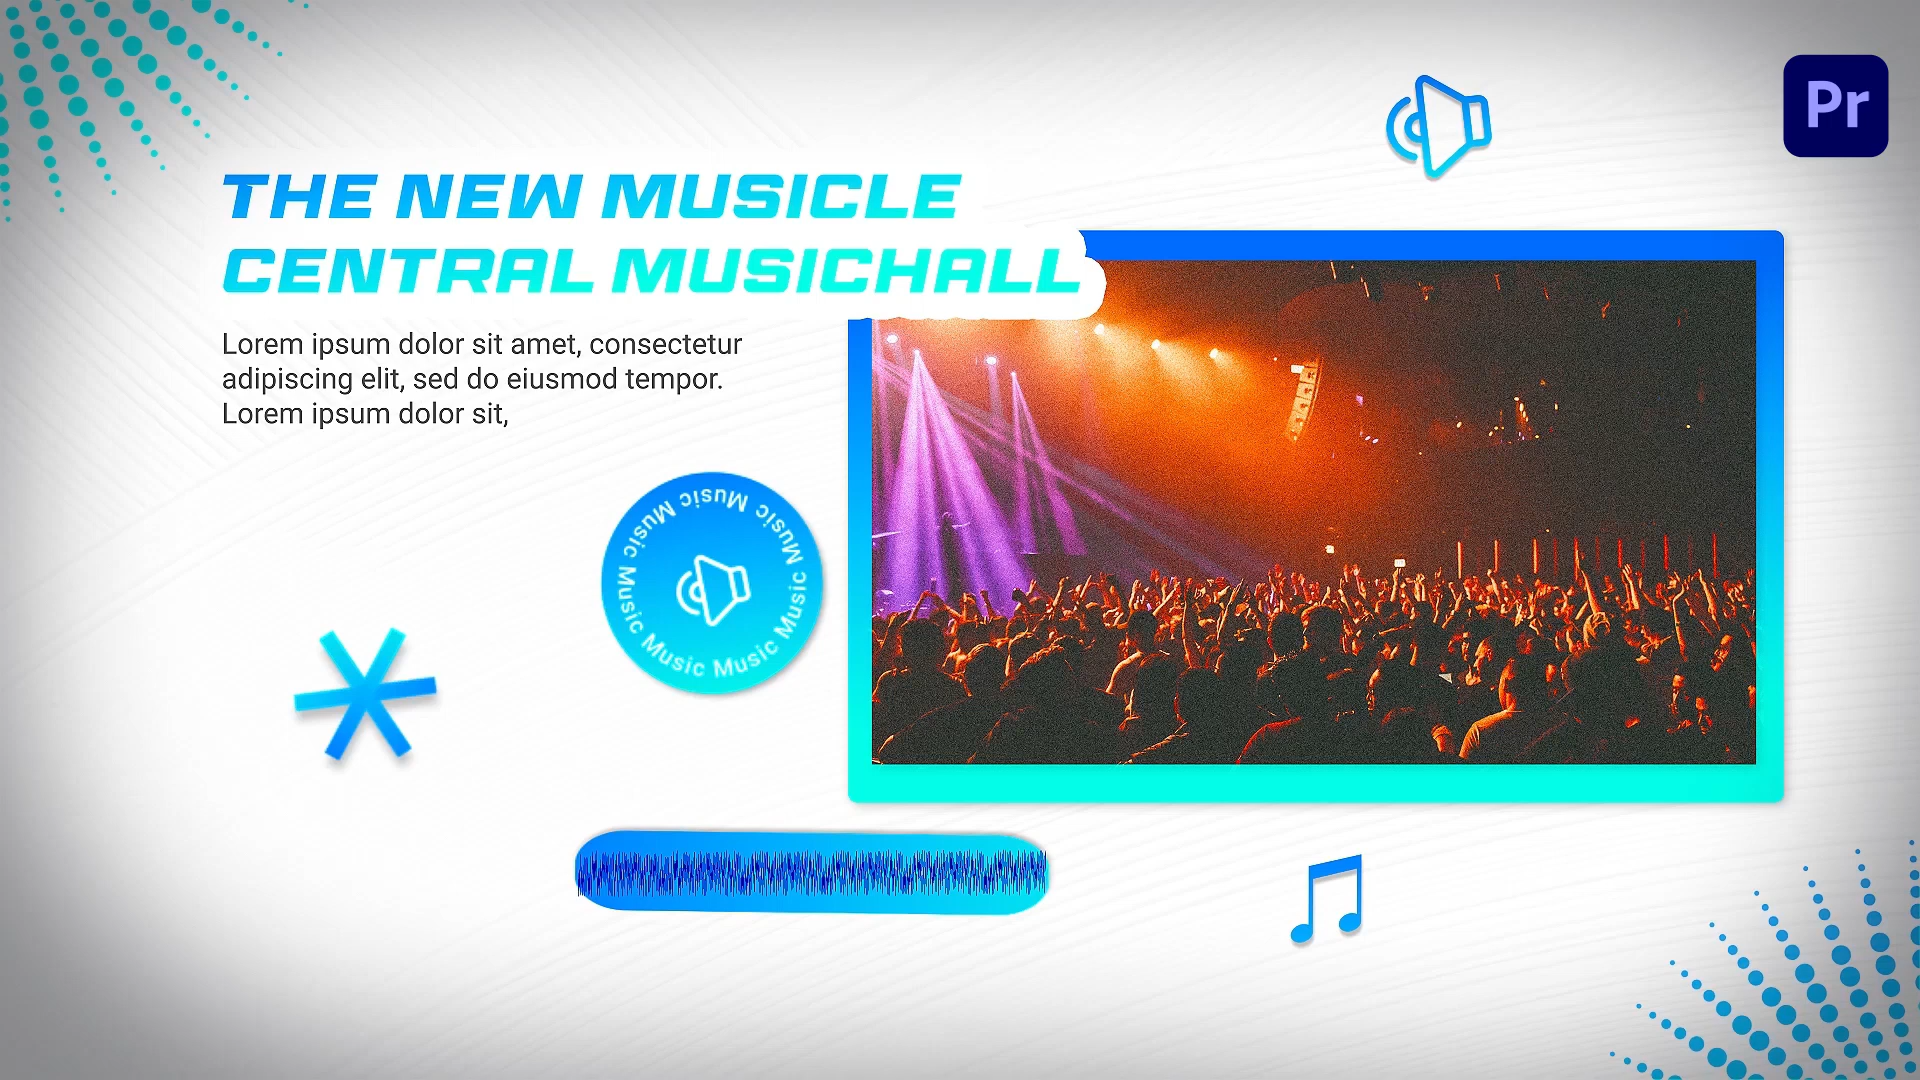 Pr
THE NEW MUSICLE
CENTRAL MUSICHALL
Lorem ipsum dolor sit amet, consectetur
adipiscing elit, sed do eiusmod tempor.
Lorem ipsum dolor sit,
Music Music Music Music Music Music Music